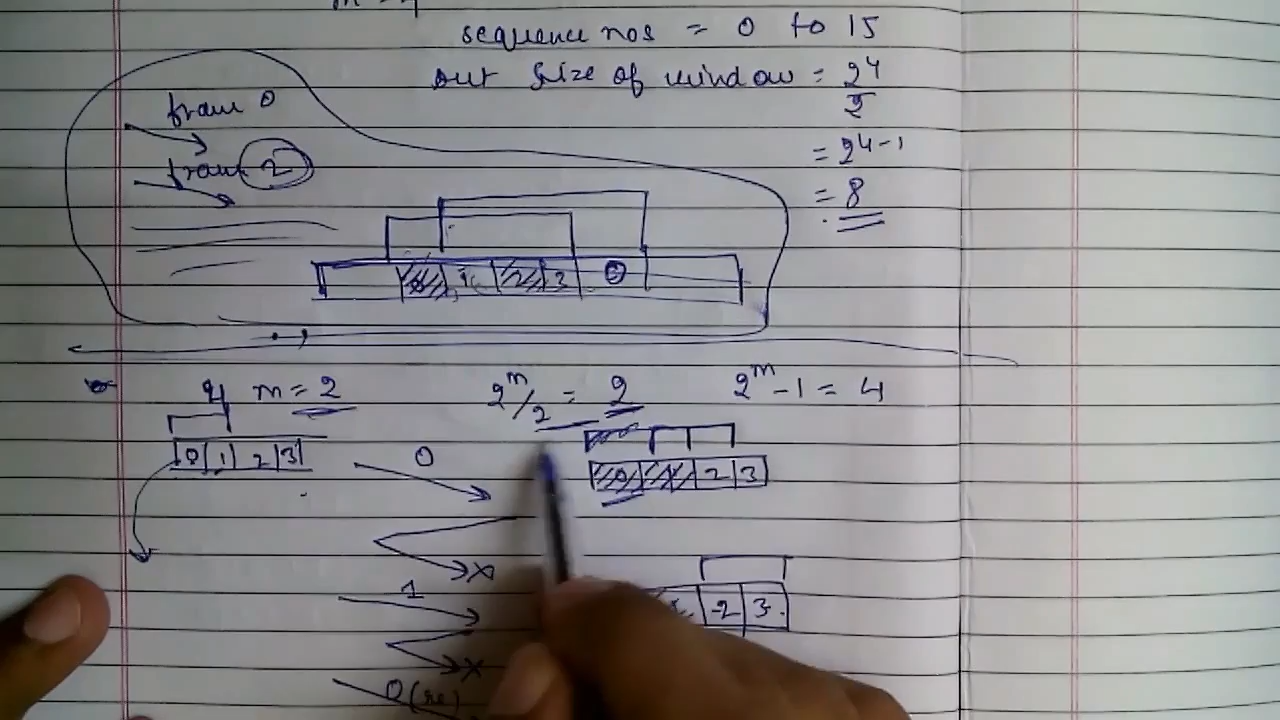 sequence nos = 0 to 15
our size of window = 2^4/2
= 2^4-1
= 8
frame 0
frame 2
0 1 2 3 0
m = 2 2^m/2 = 2 2^m - 1 = 4
0 1 2 3
0
0 1 2 3
x
1
2 3
x
0 (re)